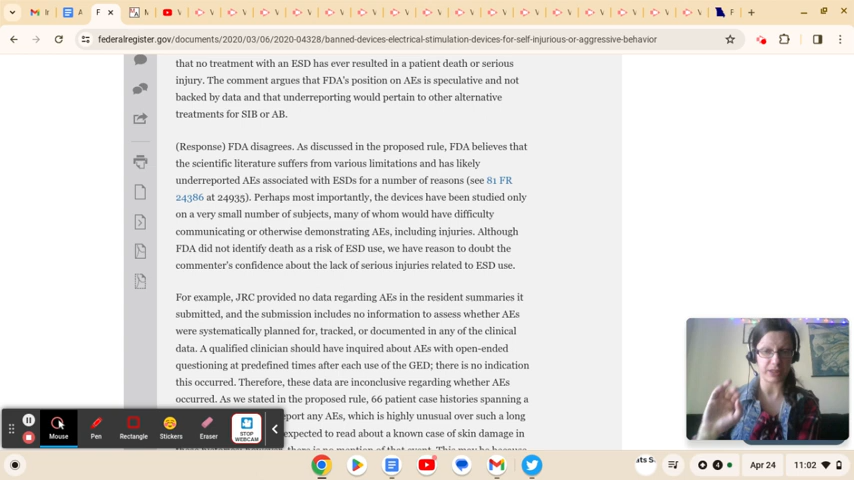 F
federalregister.gov/documents/2020/03/06/2020-04328/banned-devices-electrical-stimulation-devices-for-self-injurious-or-aggressive-behavior
that no treatment with an ESD has ever resulted in a patient death or serious
injury. The comment argues that FDA's position on AEs is speculative and not
backed by data and that underreporting would pertain to other alternative
treatments for SIB or AB.
(Response) FDA disagrees. As discussed in the proposed rule, FDA believes that
the scientific literature suffers from various limitations and has likely
underreported AEs associated with ESDs for a number of reasons (see 81 FR
24386 at 24935). Perhaps most importantly, the devices have been studied only
on a very small number of subjects, many of whom would have difficulty
communicating or otherwise demonstrating AEs, including injuries. Although
FDA did not identify death as a risk of ESD use, we have reason to doubt the
commenter's confidence about the lack of serious injuries related to ESD use.
For example, JRC provided no data regarding AEs in the resident summaries it
submitted, and the submission includes no information to assess whether AEs
were systematically planned for, tracked, or documented in any of the clinical
data. A qualified clinician should have inquired about AEs with open-ended
questioning at predefined times after each use of the GED; there is no indication
this occurred. Therefore, these data are inconclusive regarding whether AEs
occurred. As we stated in the proposed rule, 66 patient case histories spanning a
eport any AEs, which is highly unusual over such a long
expected to read about a known case of skin damage in
Mouse
Pen
Rectangle
Stickers
Eraser
STOP
WEBCAM
ats S
4
Apr 24
11:02